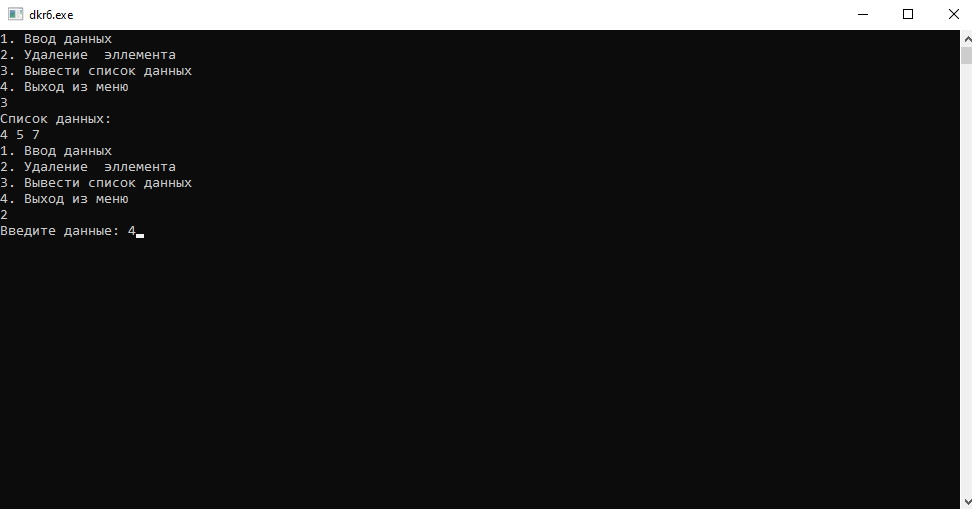 dkr6.exe
1. Ввод данных
2. Удаление  эллемента
3. Вывести список данных
4. Выход из меню
3
Список данных:
4 5 7
1. Ввод данных
2. Удаление  эллемента
3. Вывести список данных
4. Выход из меню
2
Введите данные: 4